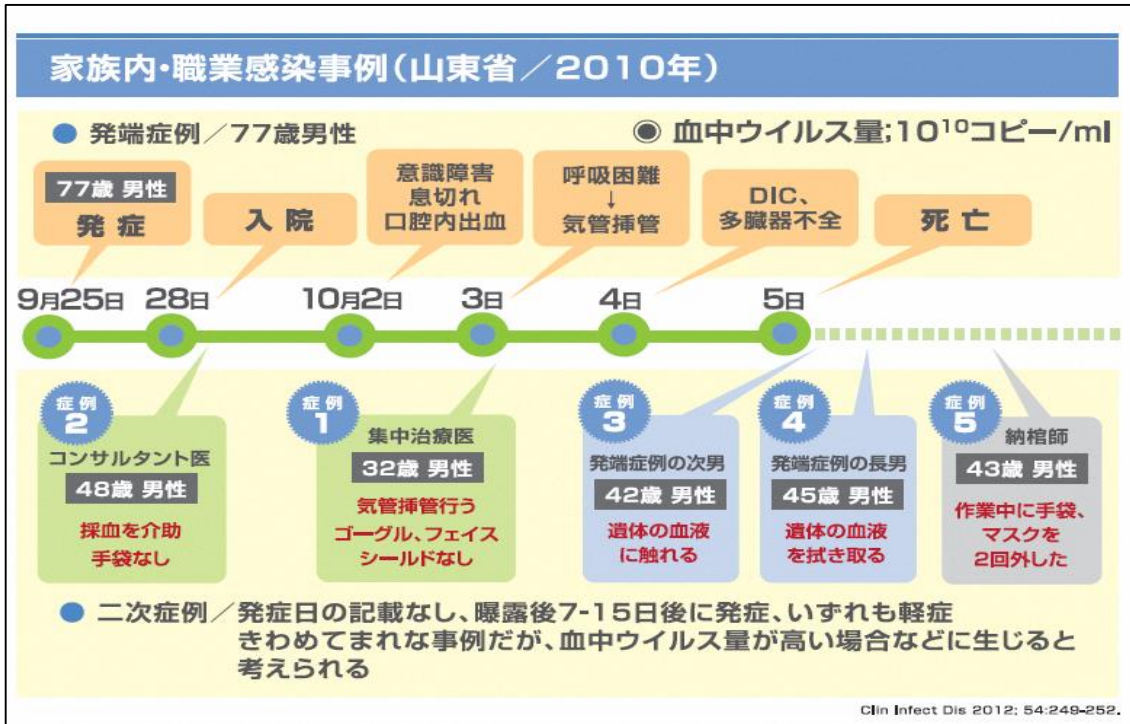 家族内・職業感染事例(山東省／2010年)
● 発端症例／77歳男性
◉ 血中ウイルス量;10¹⁰コピー/ml
77歳 男性
発症
入院
意識障害
息切れ
口腔内出血
呼吸困難
↓
気管挿管
DIC、
多臓器不全
死亡
9月25日
28日
10月2日
3日
4日
5日
症例
2
コンサルタント医
48歳 男性
採血を介助
手袋なし
症例
1
集中治療医
32歳 男性
気管挿管行う
ゴーグル、フェイス
シールドなし
症例
3
発端症例の次男
42歳 男性
遺体の血液
に触れる
症例
4
発端症例の長男
45歳 男性
遺体の血液
を拭き取る
症例
5
納棺師
43歳 男性
作業中に手袋、
マスクを
2回外した
● 二次症例／発症日の記載なし、曝露後7-15日後に発症、いずれも軽症
きわめてまれな事例だが、血中ウイルス量が高い場合などに生じると
考えられる
Clin Infect Dis 2012; 54:249-252.